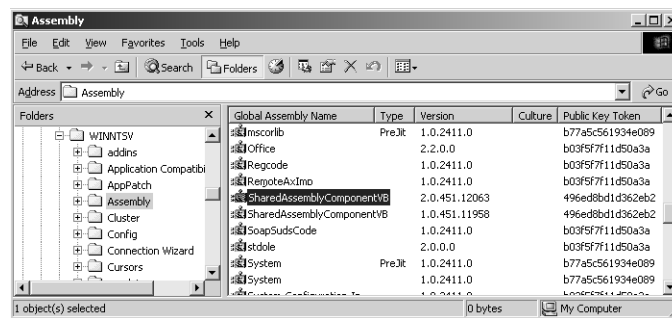 Assembly
File Edit View Favorites Tools Help
Back Search Folders
Address Assembly Go
Folders
WINNTSV
addins
Application Compatibi
AppPatch
Assembly
Cluster
Config
Connection Wizard
Cursors
Global Assembly Name Type Version Culture Public Key Token
mscorlib PreJit 1.0.2411.0 b77a5c561934e089
Office 2.2.0.0 b03f5f7f11d50a3a
Regcode 1.0.2411.0 b03f5f7f11d50a3a
RemoteAxImp 1.0.2411.0 b03f5f7f11d50a3a
SharedAssemblyComponentVB 2.0.451.12063 496ed8bd1d362eb2
SharedAssemblyComponentVB 1.0.451.11958 496ed8bd1d362eb2
SoapSudsCode 1.0.2411.0 b03f5f7f11d50a3a
stdole 2.0.0.0 b03f5f7f11d50a3a
System PreJit 1.0.2411.0 b77a5c561934e089
System 1.0.2411.0 b77a5c561934e089
1 object(s) selected 0 bytes My Computer